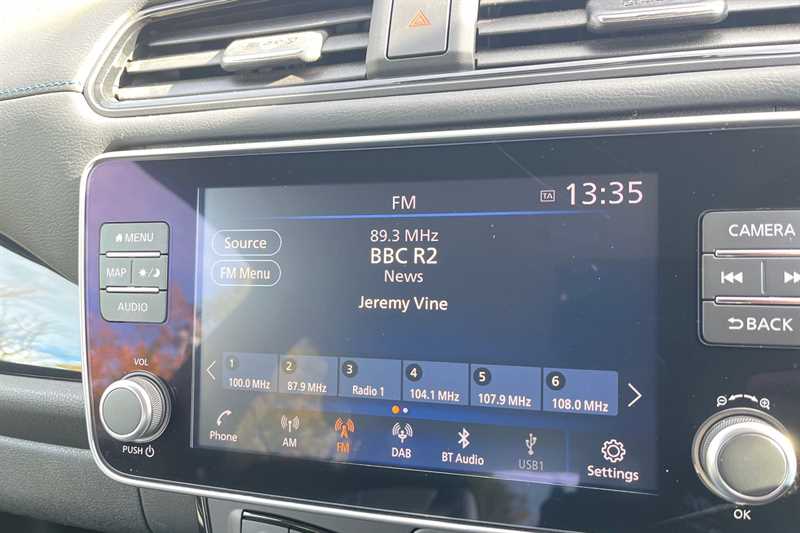 FM
TA 13:35
MENU
MAP
AUDIO
Source
FM Menu
89.3 MHz
BBC R2
News
Jeremy Vine
CAMERA
BACK
VOL
PUSH
1 100.0 MHz
2 87.9 MHz
3 Radio 1
4 104.1 MHz
5 107.9 MHz
6 108.0 MHz
Phone
AM
FM
DAB
BT Audio
USB1
Settings
OK